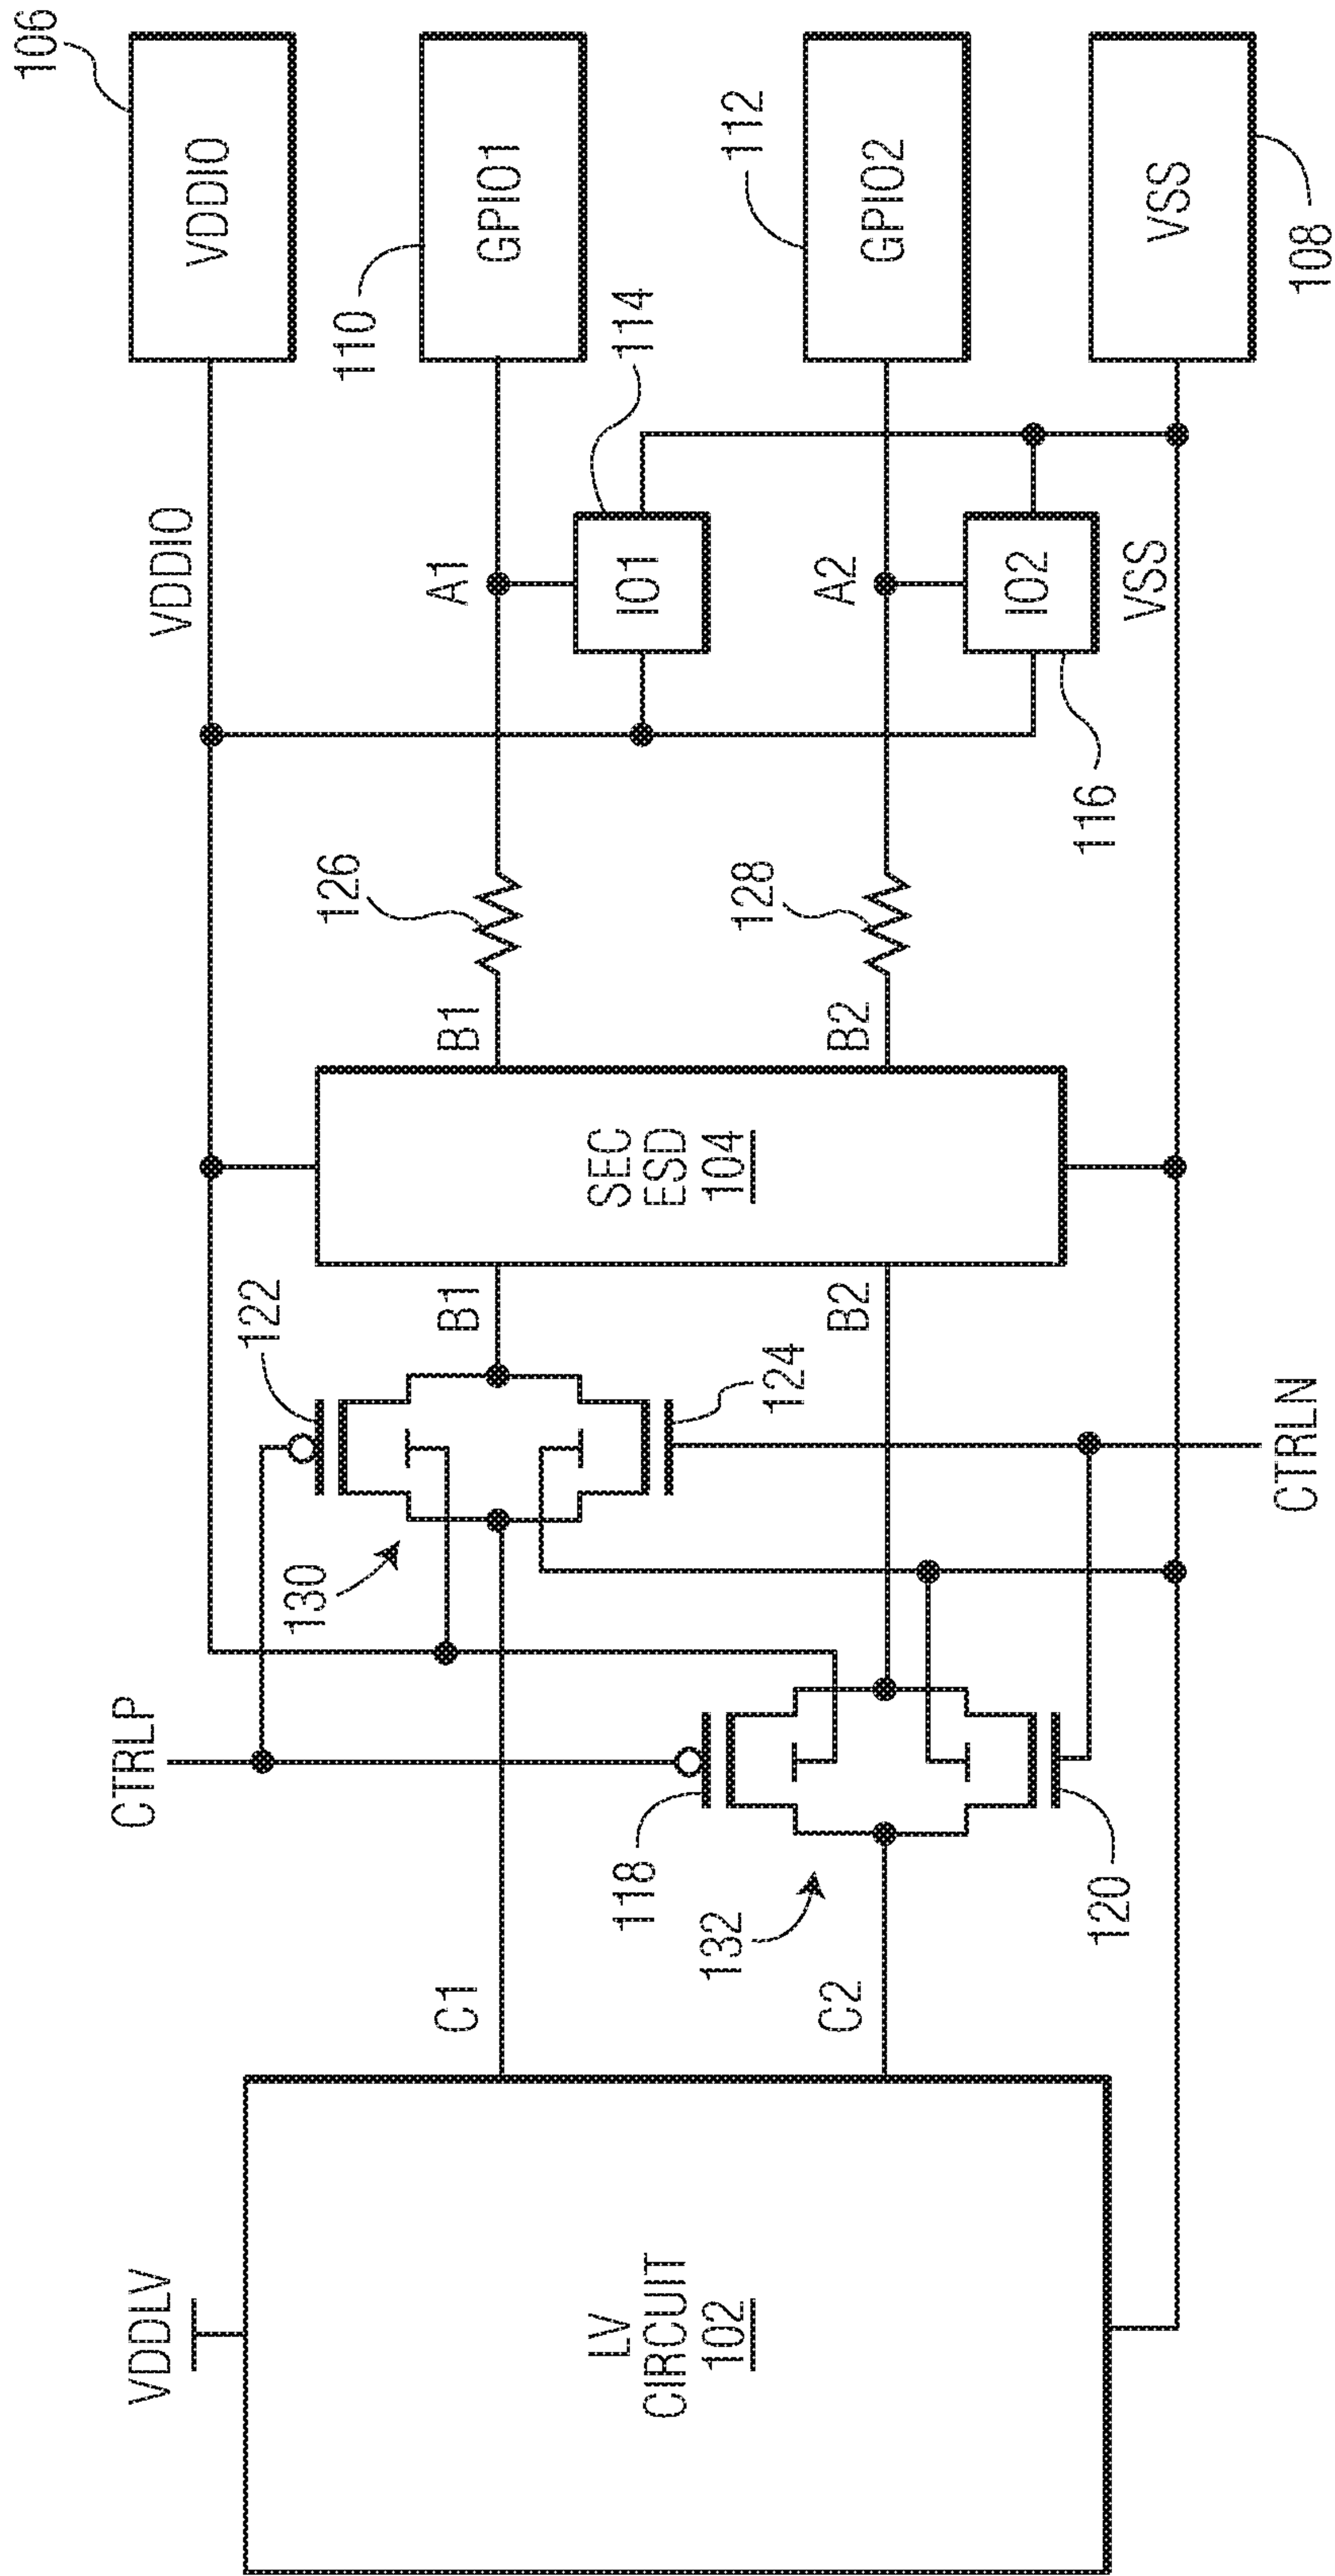 106
VDDIO
VDDIO
110
GPIO1
A1
114
IO1
112
GPIO2
A2
116
IO2
VSS
108
VSS
126
128
B1
B2
SEC
ESD
104
B1
B2
122
124
130
CTRLP
CTRLN
118
120
132
C1
C2
VDDLV
LV
CIRCUIT
102